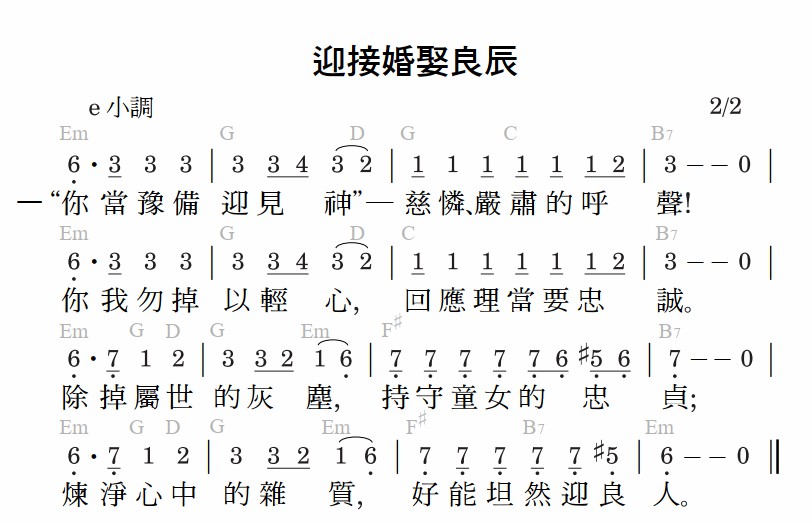 迎接婚娶良辰
e 小調 2/2
Em G D G C B7
6 · 3 3 3 | 3 3 4 3 2 | 1 1 1 1 1 1 2 | 3 – – 0 |
一“你當豫備 迎見 神”— 慈憐、嚴肅的呼 聲!
Em G D C B7
6 · 3 3 3 | 3 3 4 3 2 | 1 1 1 1 1 1 2 | 3 – – 0 |
你我勿掉 以輕 心, 回應理當要忠 誠。
Em G D G Em F♯ B7
6 · 7 1 2 | 3 3 2 1 6 | 7 7 7 7 7 6 ♯5 6 | 7 – – 0 |
除掉屬世 的灰 塵, 持守童女的 忠 貞;
Em G D G Em F♯ B7 Em
6 · 7 1 2 | 3 3 2 1 6 | 7 7 7 7 7 ♯5 | 6 – – 0 ||
煉淨心中 的雜 質, 好能坦然迎良 人。